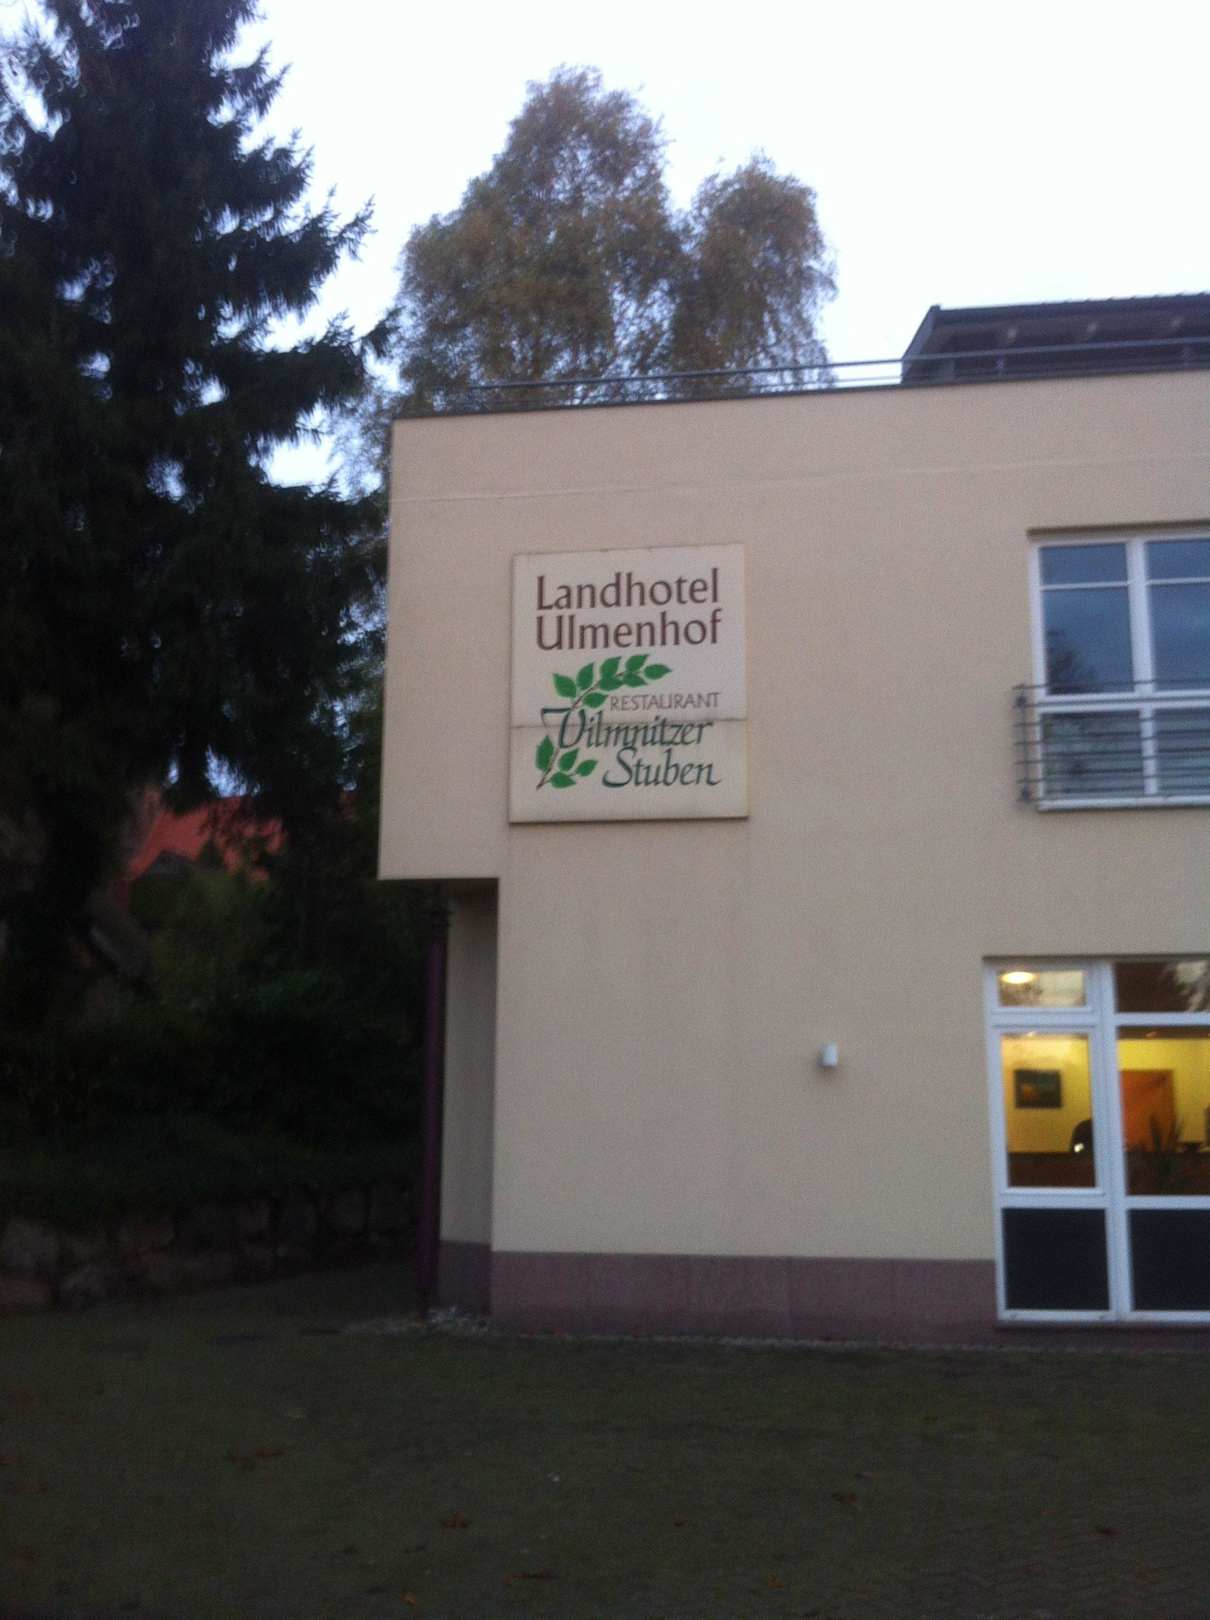 Landhotel
Ulmenhof
RESTAURANT
Vilmnitzer
Stuben